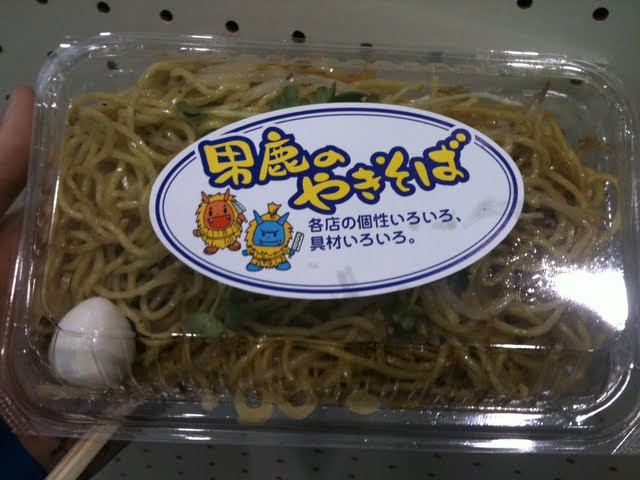 男鹿の
やきそば
各店の個性いろいろ、
具材いろいろ。